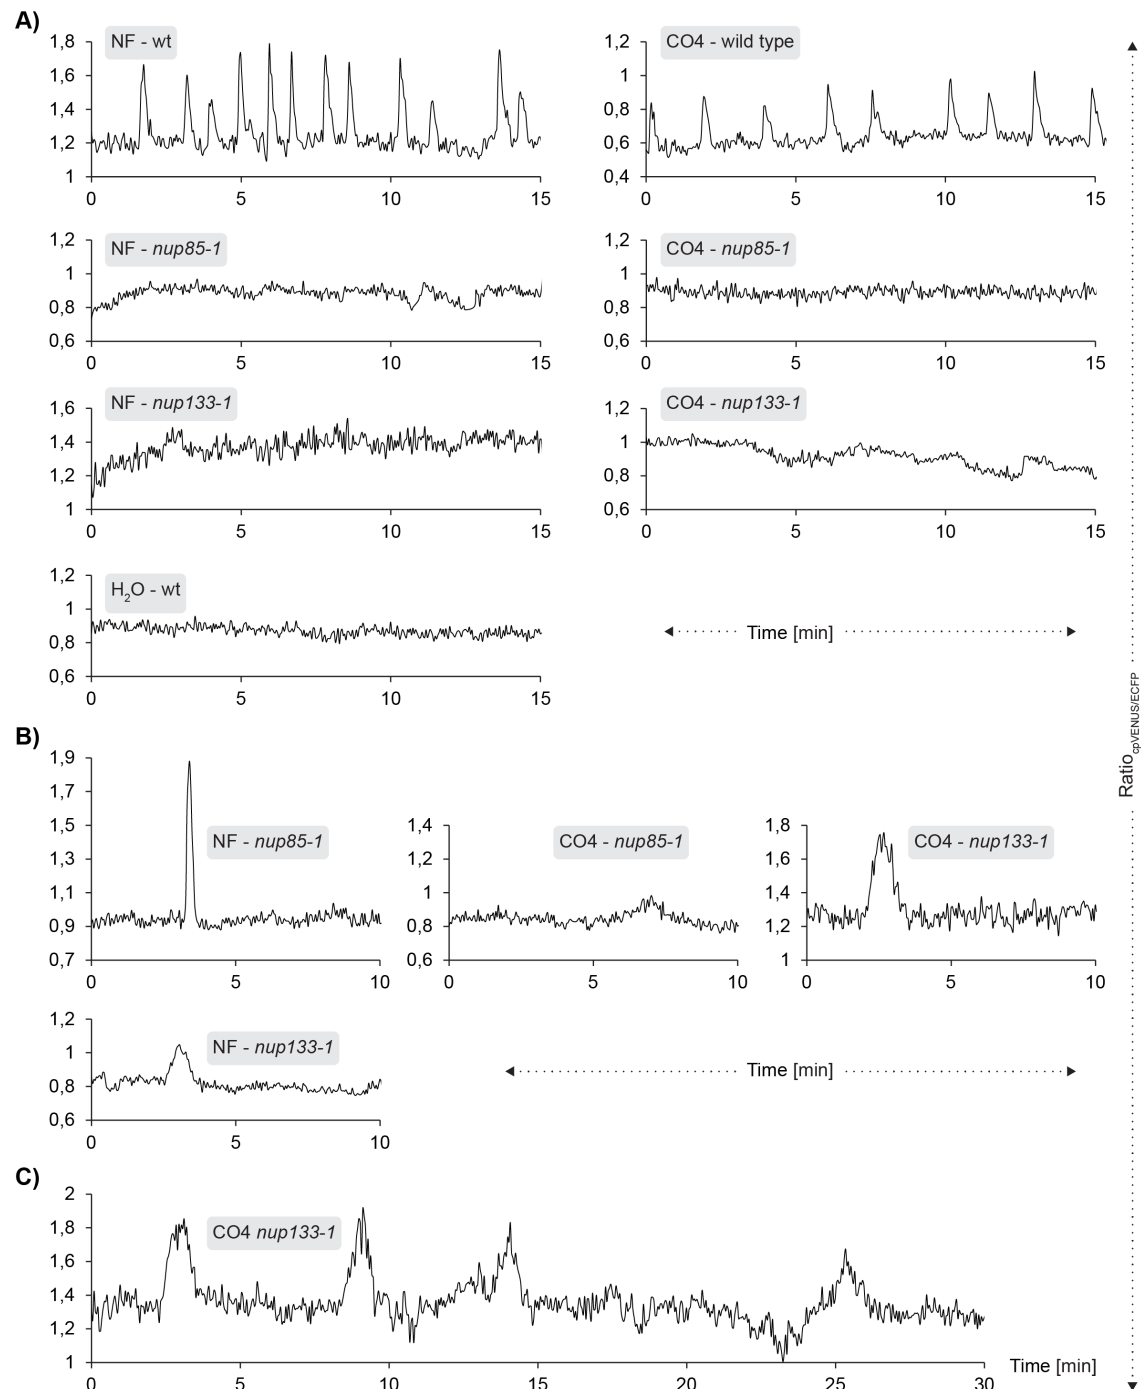 A)
NF - wt
1,8
1,6
1,4
1,2
1
0 5 10 15
CO4 - wild type
1,2
1
0,8
0,6
0,4
0 5 10 15
NF - nup85-1
1,2
1
0,8
0,6
0 5 10 15
CO4 - nup85-1
1,2
1
0,8
0,6
0 5 10 15
NF - nup133-1
1,6
1,4
1,2
1
0 5 10 15
CO4 - nup133-1
1,2
1
0,8
0,6
0 5 10 15
H2O - wt
1,2
1
0,8
0,6
0 5 10 15
Time [min]
RatiocpVENUS/ECFP
B)
NF - nup85-1
1,9
1,7
1,5
1,3
1,1
0,9
0,7
0 5 10
CO4 - nup85-1
1,4
1,2
1
0,8
0,6
0 5 10
CO4 - nup133-1
1,8
1,6
1,4
1,2
1
0 5 10
NF - nup133-1
1,2
1
0,8
0,6
0 5 10
Time [min]
C)
CO4 nup133-1
2
1,8
1,6
1,4
1,2
1
0 5 10 15 20 25 30
Time [min]